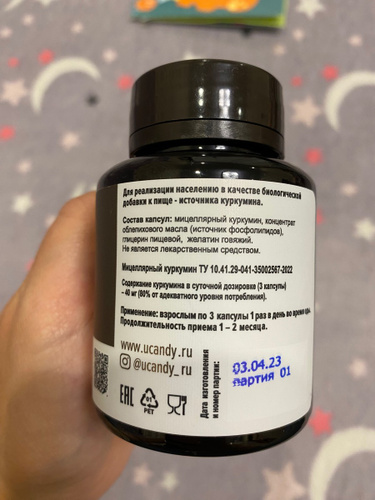 Для реализации населению в качестве биологической
добавки к пище - источника куркумина.
Состав капсул: мицеллярный куркумин, концентрат
облепихового масла (источник фосфолипидов),
глицерин пищевой, желатин говяжий.
Не является лекарственным средством.
Мицеллярный куркумин ТУ 10.41.29-041-35002567-2022
Содержание куркумина в суточной дозировке (3 капсулы)
– 40 мг (80% от адекватного уровня потребления).
Применение: взрослым по 3 капсулы 1 раз в день во время еды.
Продолжительность приема 1 – 2 месяца.
www.ucandy.ru
@ucandy_ru
EAC
01
PET
Дата изготовления
и номер партии:
03.04.23
партия 01